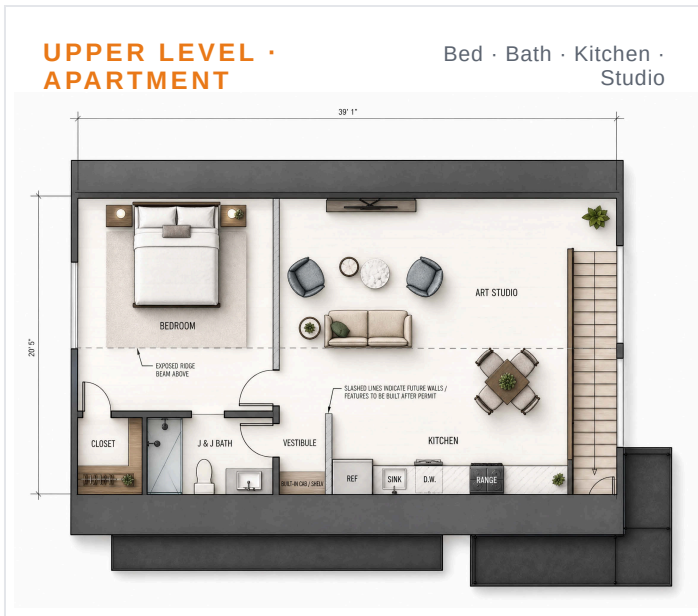 UPPER LEVEL ·
APARTMENT
Bed · Bath · Kitchen ·
Studio
39' 1"
20' 5"
BEDROOM
ART STUDIO
EXPOSED RIDGE
BEAM ABOVE
SLASHED LINES INDICATE FUTURE WALLS /
FEATURES TO BE BUILT AFTER PERMIT
CLOSET
J & J BATH
VESTIBULE
KITCHEN
BUILT-IN CAB / SHELV
REF
SINK
D.W.
RANGE